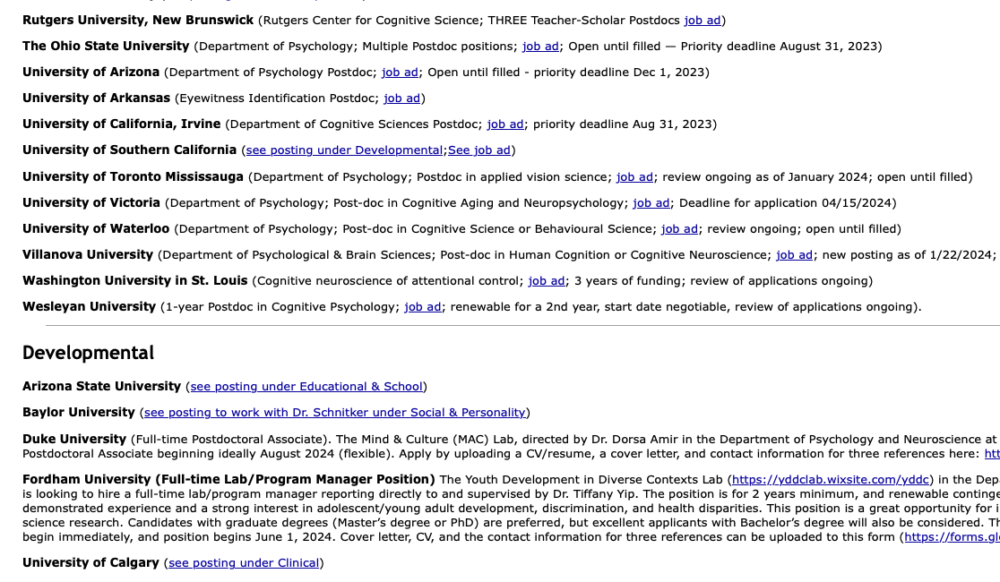 Rutgers University, New Brunswick (Rutgers Center for Cognitive Science; THREE Teacher-Scholar Postdocs job ad)
The Ohio State University (Department of Psychology; Multiple Postdoc positions; job ad; Open until filled — Priority deadline August 31, 2023)
University of Arizona (Department of Psychology Postdoc; job ad; Open until filled - priority deadline Dec 1, 2023)
University of Arkansas (Eyewitness Identification Postdoc; job ad)
University of California, Irvine (Department of Cognitive Sciences Postdoc; job ad; priority deadline Aug 31, 2023)
University of Southern California (see posting under Developmental;See job ad)
University of Toronto Mississauga (Department of Psychology; Postdoc in applied vision science; job ad; review ongoing as of January 2024; open until filled)
University of Victoria (Department of Psychology; Post-doc in Cognitive Aging and Neuropsychology; job ad; Deadline for application 04/15/2024)
University of Waterloo (Department of Psychology; Post-doc in Cognitive Science or Behavioural Science; job ad; review ongoing; open until filled)
Villanova University (Department of Psychological & Brain Sciences; Post-doc in Human Cognition or Cognitive Neuroscience; job ad; new posting as of 1/22/2024;
Washington University in St. Louis (Cognitive neuroscience of attentional control; job ad; 3 years of funding; review of applications ongoing)
Wesleyan University (1-year Postdoc in Cognitive Psychology; job ad; renewable for a 2nd year, start date negotiable, review of applications ongoing).
Developmental
Arizona State University (see posting under Educational & School)
Baylor University (see posting to work with Dr. Schnitker under Social & Personality)
Duke University (Full-time Postdoctoral Associate). The Mind & Culture (MAC) Lab, directed by Dr. Dorsa Amir in the Department of Psychology and Neuroscience at
Postdoctoral Associate beginning ideally August 2024 (flexible). Apply by uploading a CV/resume, a cover letter, and contact information for three references here:
Fordham University (Full-time Lab/Program Manager Position) The Youth Development in Diverse Contexts Lab (https://yddclab.wixsite.com/yddc) in the
is looking to hire a full-time lab/program manager reporting directly to and supervised by Dr. Tiffany Yip. The position is for 2 years minimum, and renewable
demonstrated experience and a strong interest in adolescent/young adult development, discrimination, and health disparities. This position is a great opportunity for
science research. Candidates with graduate degrees (Master's degree or PhD) are preferred, but excellent applicants with Bachelor's degree will also be considered.
begin immediately, and position begins June 1, 2024. Cover letter, CV, and the contact information for three references can be uploaded to this form (https://forms.gl
University of Calgary (see posting under Clinical)